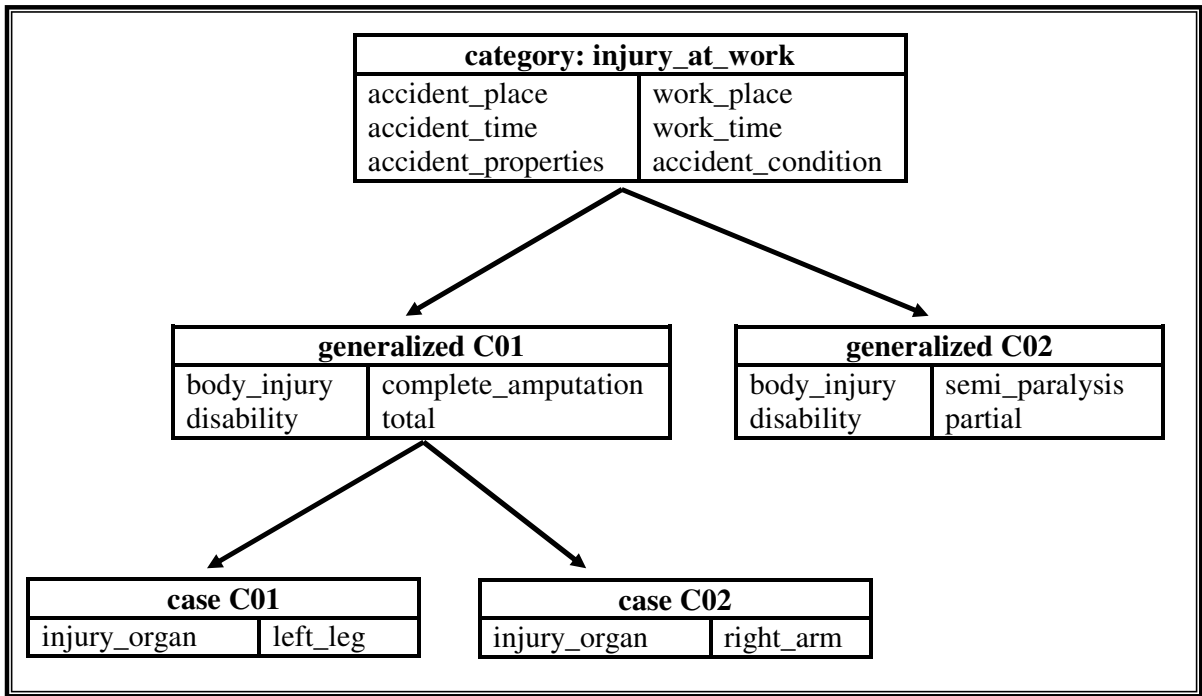 category: injury_at_work
accident_place work_place
accident_time work_time
accident_properties accident_condition
generalized C01
body_injury complete_amputation
disability total
generalized C02
body_injury semi_paralysis
disability partial
case C01
injury_organ left_leg
case C02
injury_organ right_arm